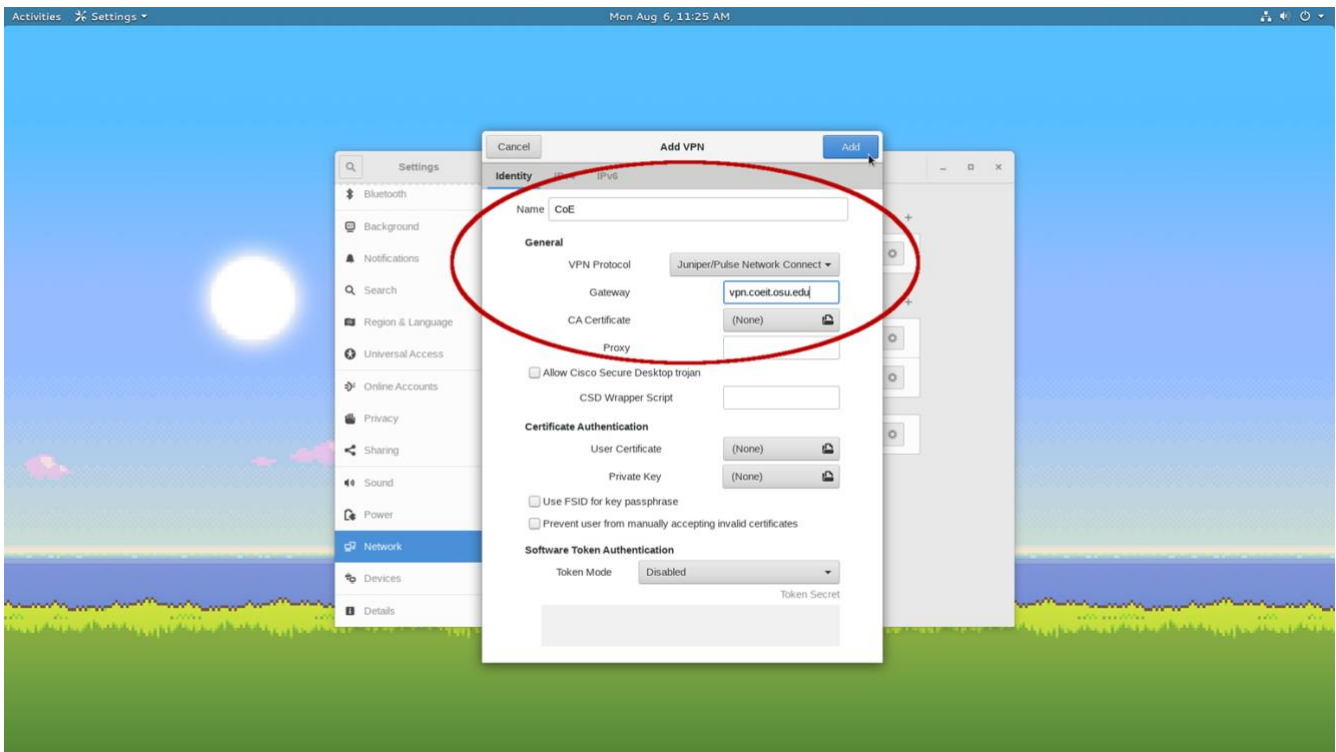 Activities Settings Mon Aug 6, 11:25 AM
Cancel Add VPN Add
Settings
Identity IPv4 IPv6
Bluetooth
Background
Notifications
Search
Region & Language
Universal Access
Online Accounts
Privacy
Sharing
Sound
Power
Network
Devices
Details
Name CoE
General
VPN Protocol Juniper/Pulse Network Connect
Gateway vpn.coeit.osu.edu
CA Certificate (None)
Proxy
Allow Cisco Secure Desktop trojan
CSD Wrapper Script
Certificate Authentication
User Certificate (None)
Private Key (None)
Use FSID for key passphrase
Prevent user from manually accepting invalid certificates
Software Token Authentication
Token Mode Disabled
Token Secret